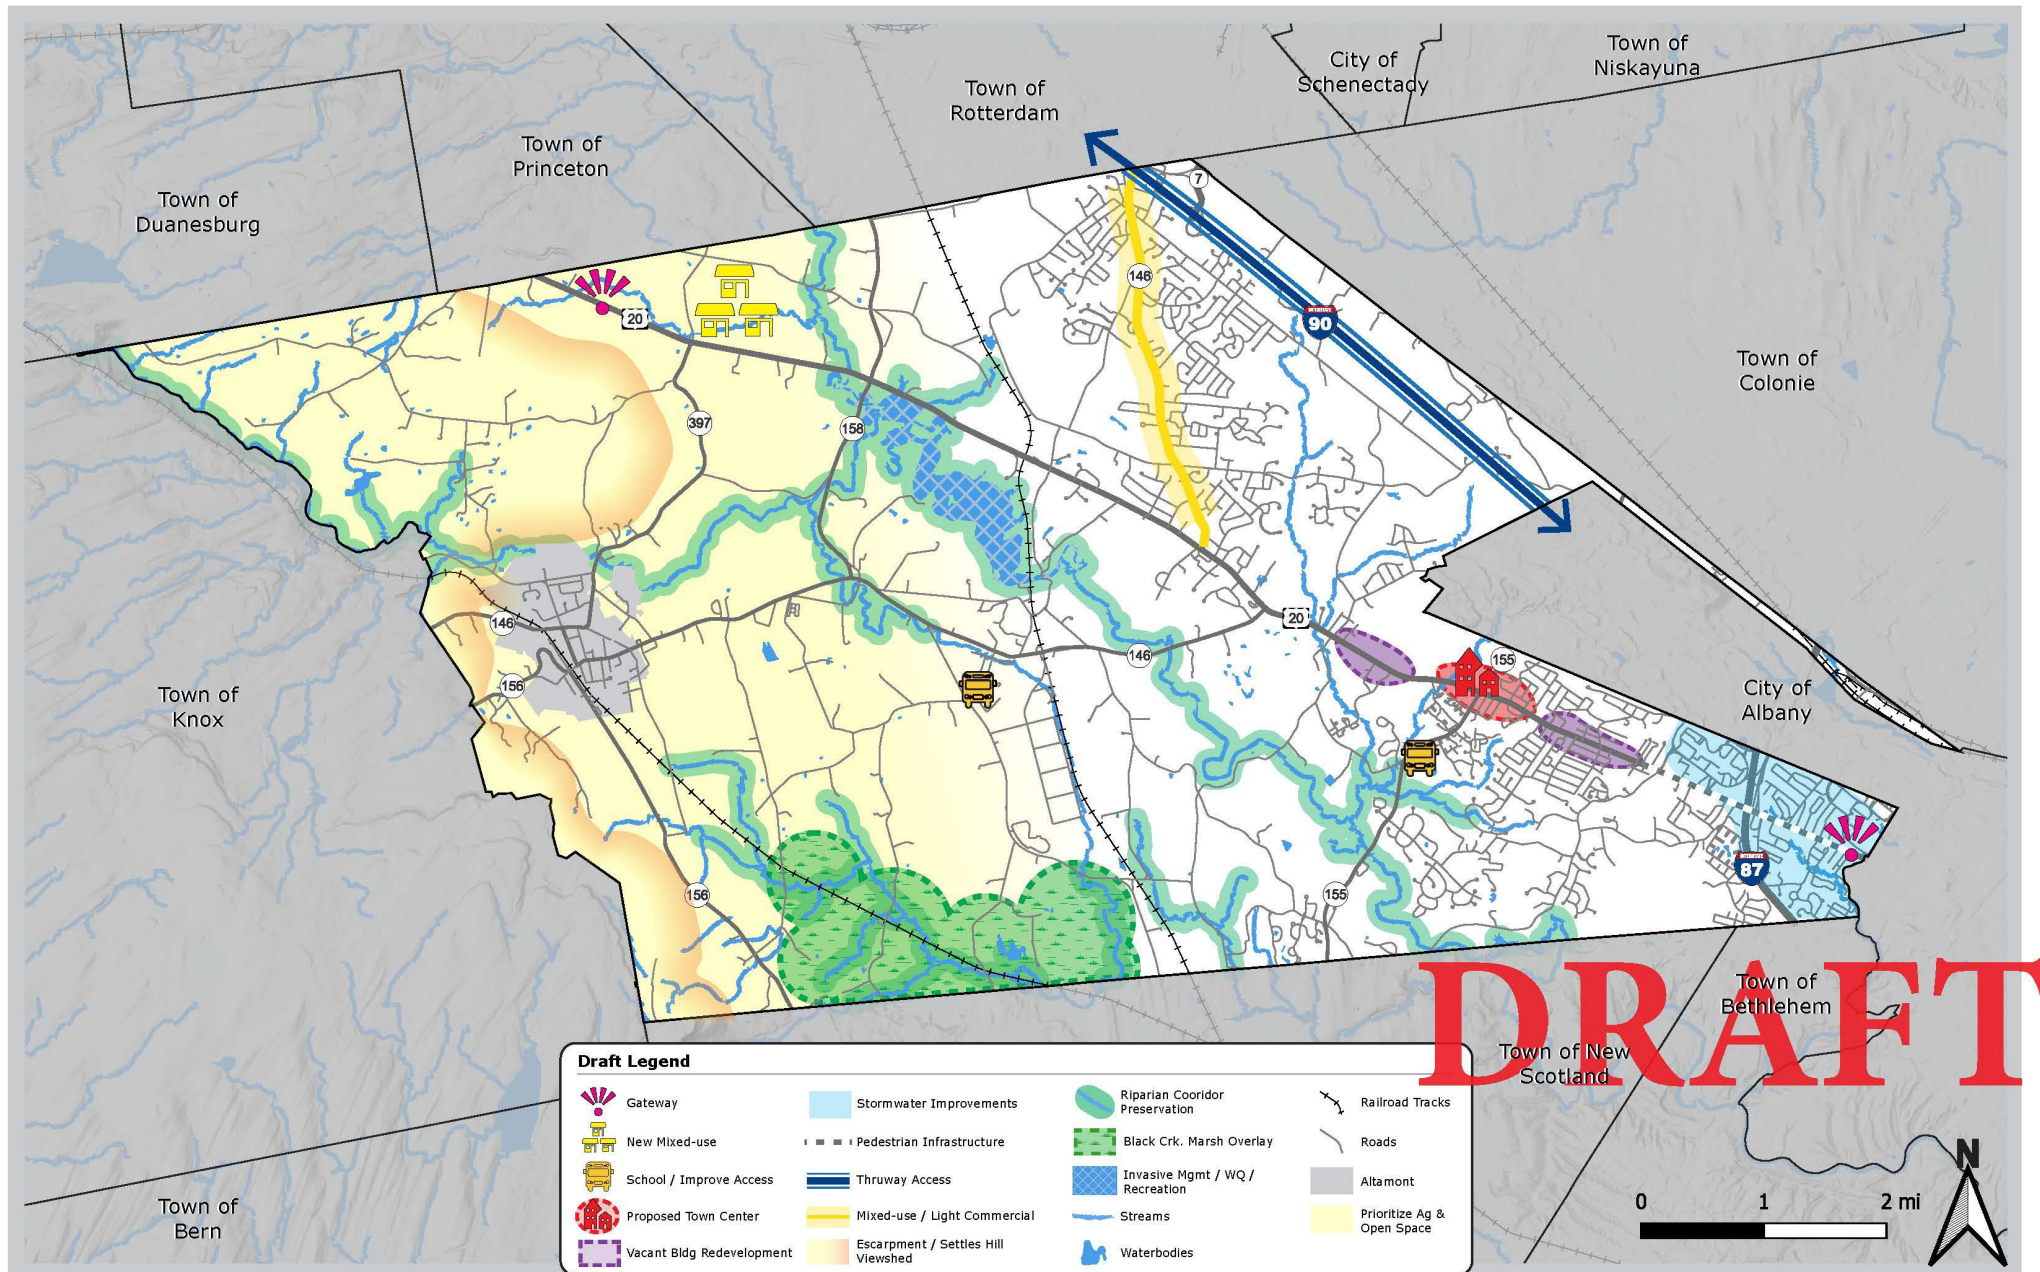 Town of
Niskayuna
City of
Schenectady
Town of
Rotterdam
Town of
Princeton
Town of
Duanesburg
7
146
20
INTERSTATE
90
Town of
Colonie
397
158
20
146
146
155
156
Town of
Knox
City of
Albany
INTERSTATE
87
156
155
DRAFT
Town of
Bethlehem
Town of New
Scotland
Town of
Bern
Draft Legend
Gateway
New Mixed-use
School / Improve Access
Proposed Town Center
Vacant Bldg Redevelopment
Stormwater Improvements
Pedestrian Infrastructure
Thruway Access
Mixed-use / Light Commercial
Escarpment / Settles Hill
Viewshed
Riparian Cooridor
Preservation
Black Crk. Marsh Overlay
Invasive Mgmt / WQ /
Recreation
Streams
Waterbodies
Railroad Tracks
Roads
Altamont
Prioritize Ag &
Open Space
0 1 2 mi
N